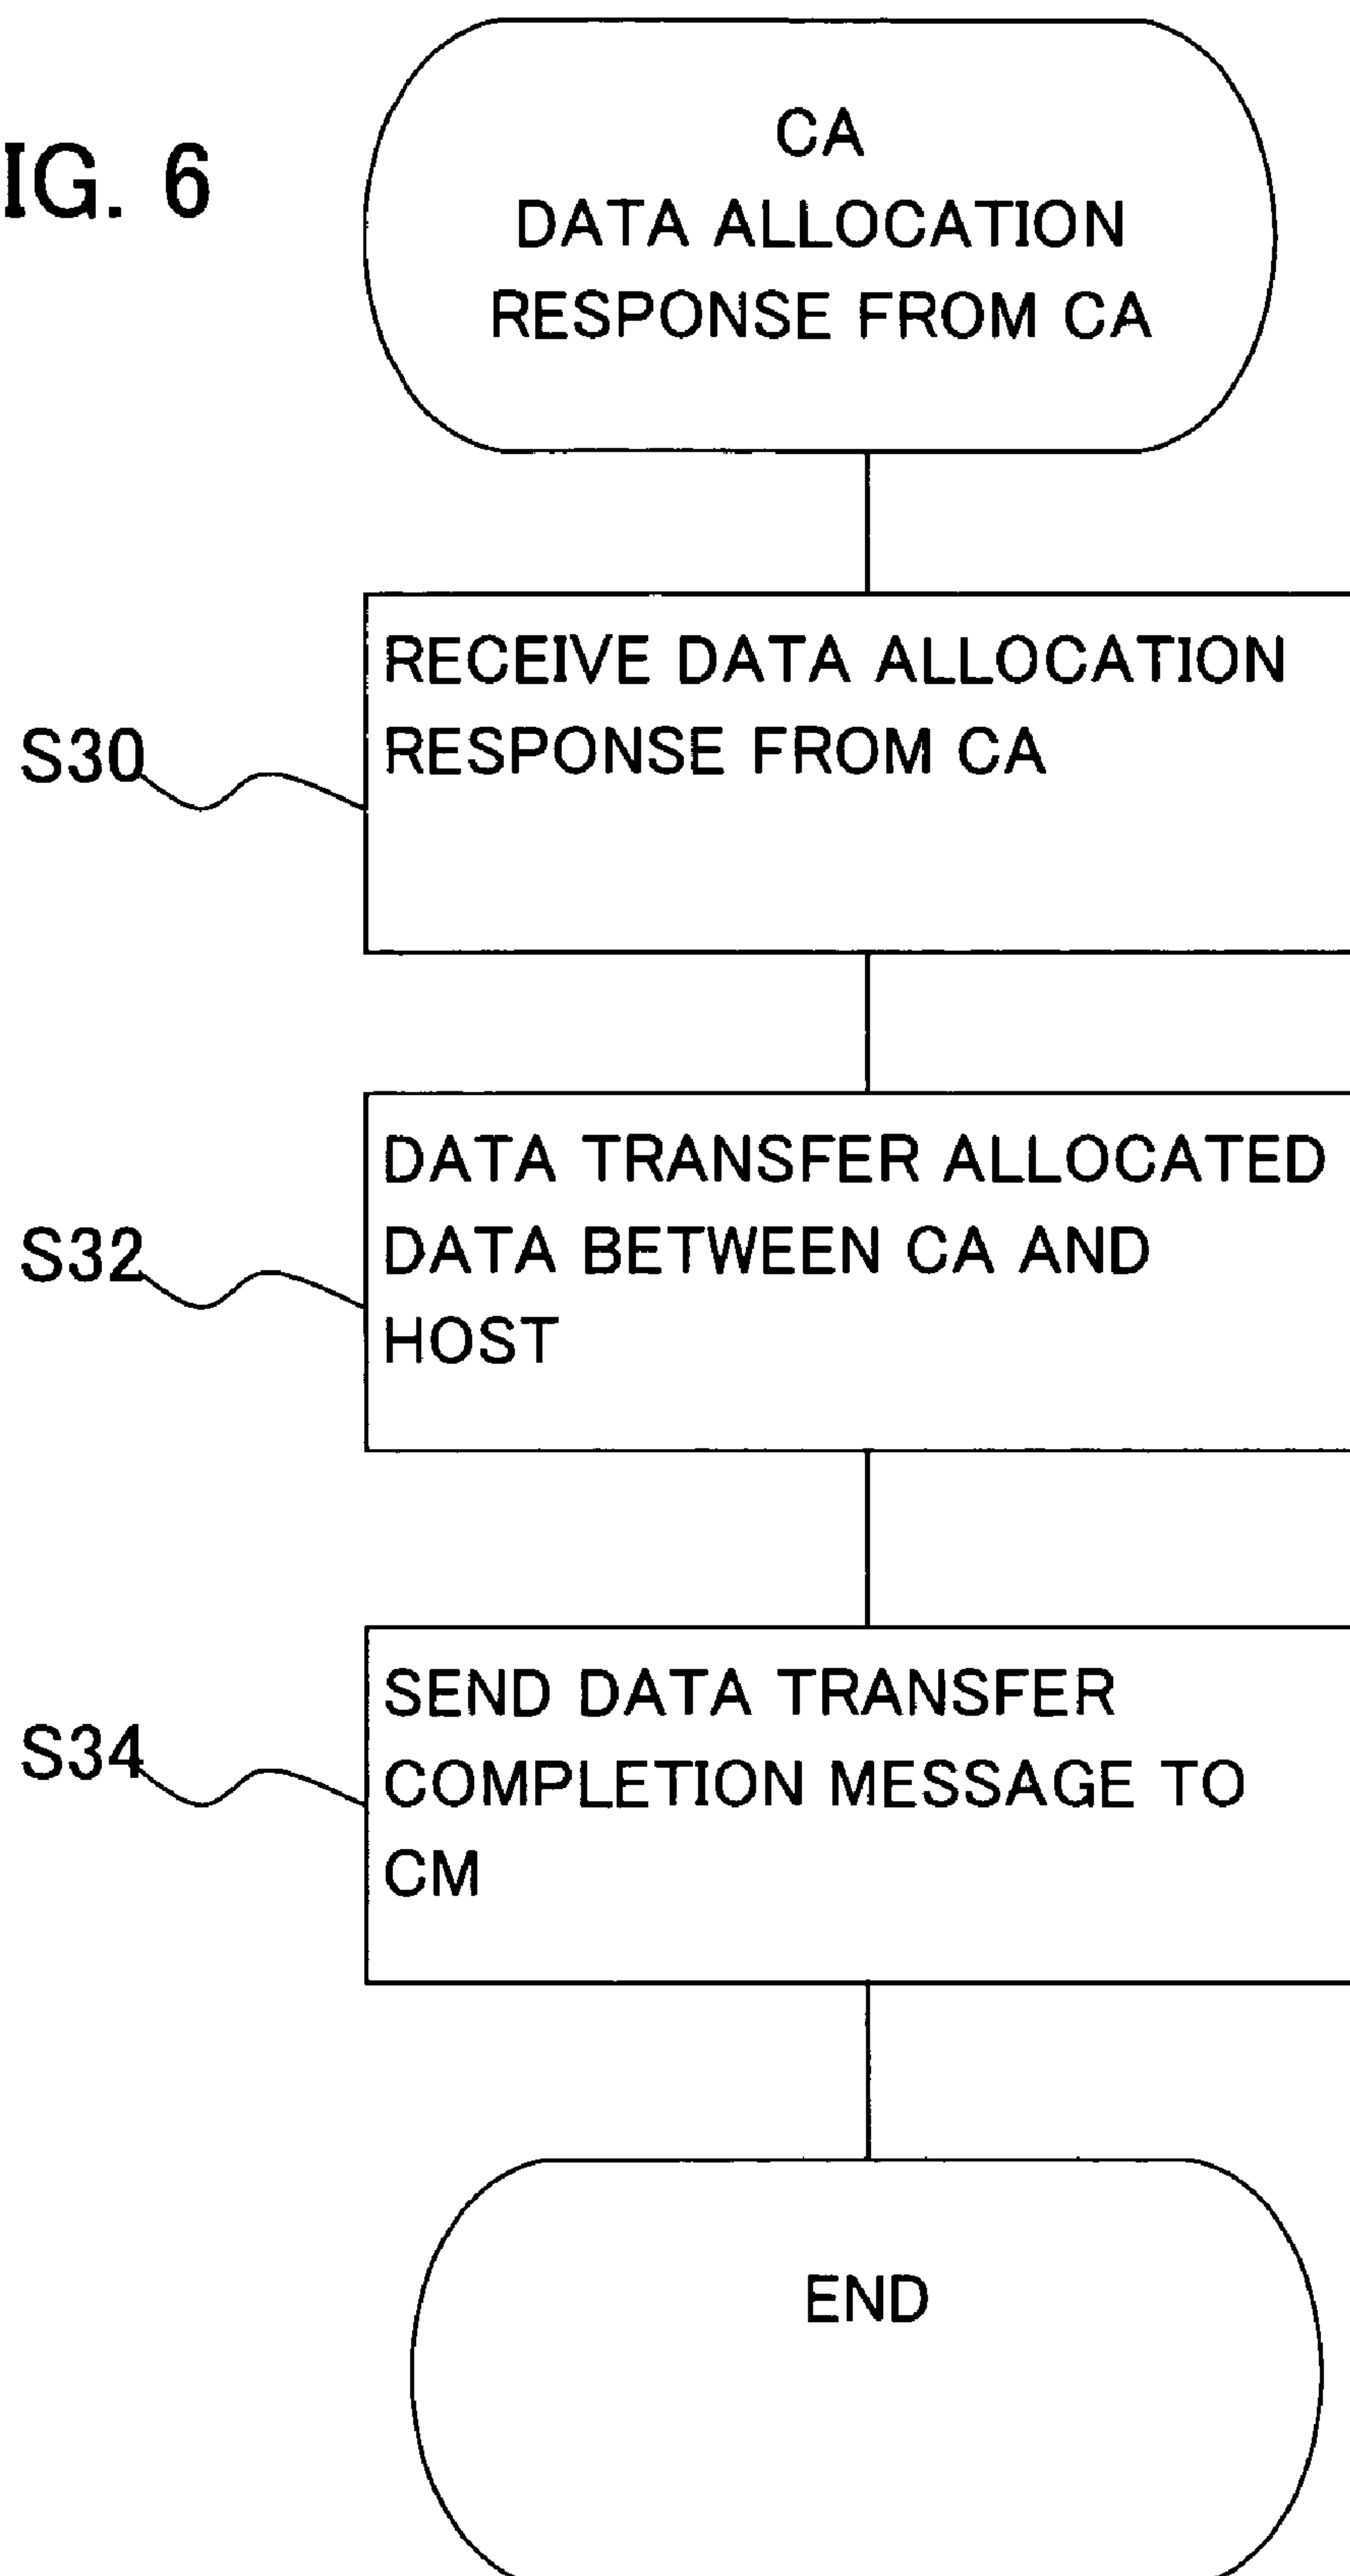 IG. 6
CA
DATA ALLOCATION
RESPONSE FROM CA
S30
RECEIVE DATA ALLOCATION
RESPONSE FROM CA
S32
DATA TRANSFER ALLOCATED
DATA BETWEEN CA AND
HOST
S34
SEND DATA TRANSFER
COMPLETION MESSAGE TO
CM
END